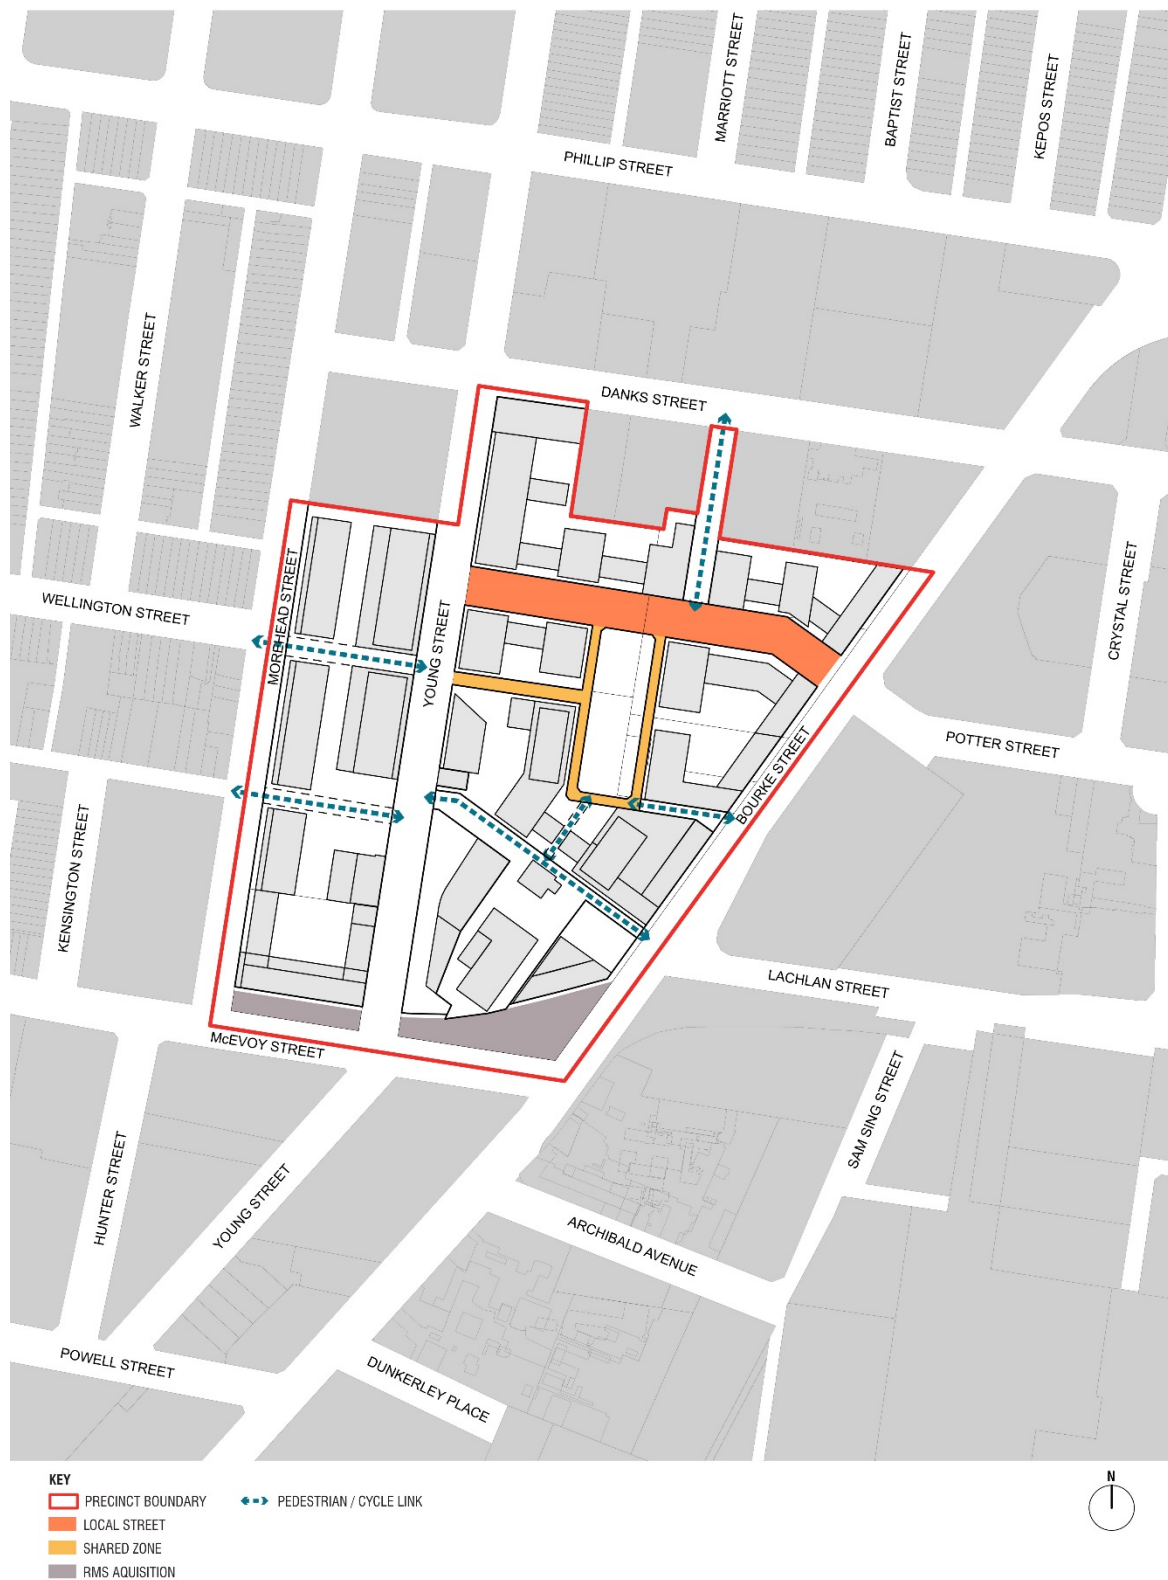 MARRIOTT STREET
BAPTIST STREET
KEPOS STREET
PHILLIP STREET
WALKER STREET
DANKS STREET
CRYSTAL STREET
WELLINGTON STREET
MOREHEAD STREET
YOUNG STREET
POTTER STREET
BOURKE STREET
KENSINGTON STREET
LACHLAN STREET
McEVOY STREET
SAM SING STREET
HUNTER STREET
YOUNG STREET
ARCHIBALD AVENUE
POWELL STREET
DUNKERLEY PLACE
KEY
PRECINCT BOUNDARY
PEDESTRIAN / CYCLE LINK
LOCAL STREET
SHARED ZONE
RMS AQUISITION
N